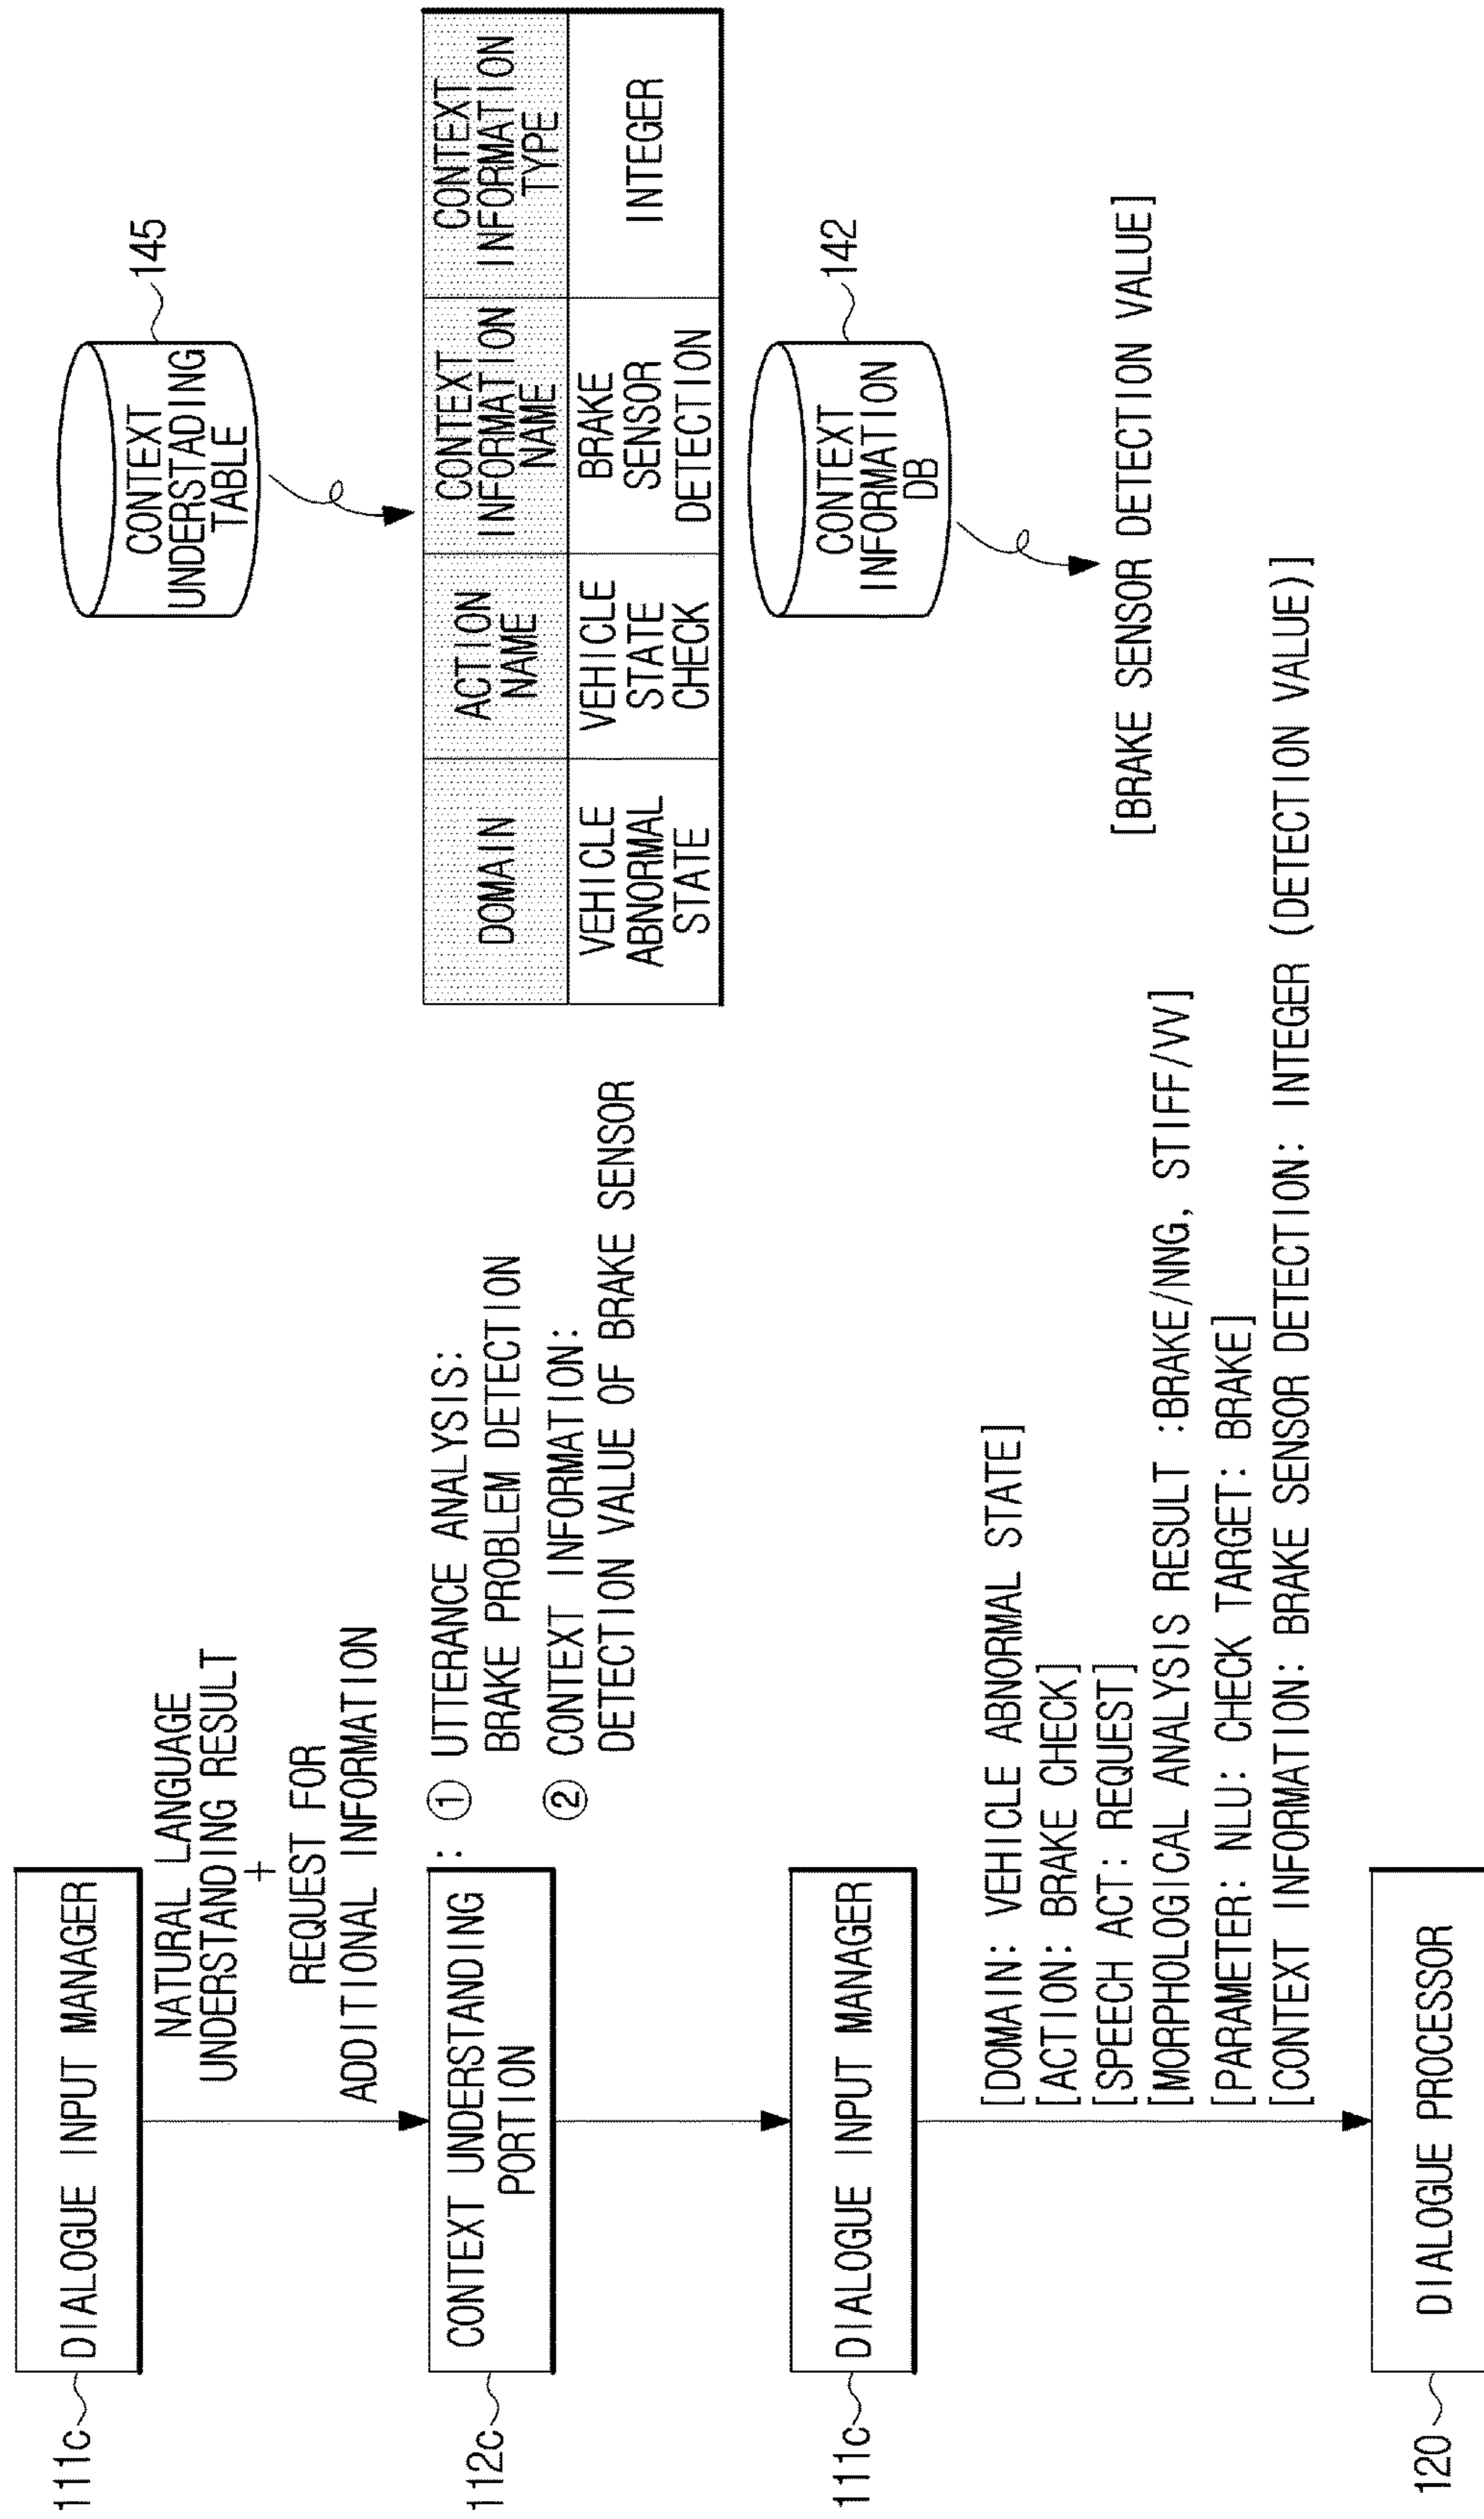 111c
DIALOGUE INPUT MANAGER
NATURAL LANGUAGE
UNDERSTANDING RESULT
+
REQUEST FOR
ADDITIONAL INFORMATION
112c
CONTEXT UNDERSTANDING
PORTION
: ① UTTERANCE ANALYSIS:
BRAKE PROBLEM DETECTION
② CONTEXT INFORMATION:
DETECTION VALUE OF BRAKE SENSOR
111c
DIALOGUE INPUT MANAGER
[DOMAIN: VEHICLE ABNORMAL STATE]
[ACTION: BRAKE CHECK]
[SPEECH ACT: REQUEST]
[MORPHOLOGICAL ANALYSIS RESULT :BRAKE/NNG, STIFF/VV]
[PARAMETER: NLU: CHECK TARGET: BRAKE]
[CONTEXT INFORMATION: BRAKE SENSOR DETECTION: INTEGER (DETECTION VALUE)]
120
DIALOGUE PROCESSOR
CONTEXT
UNDERSTADING
TABLE
145
DOMAIN
ACTION
NAME
CONTEXT
INFORMATION
NAME
CONTEXT
INFORMATION
TYPE
VEHICLE
ABNORMAL
STATE
VEHICLE
STATE
CHECK
BRAKE
SENSOR
DETECTION
INTEGER
CONTEXT
INFORMATION
DB
142
[BRAKE SENSOR DETECTION VALUE]